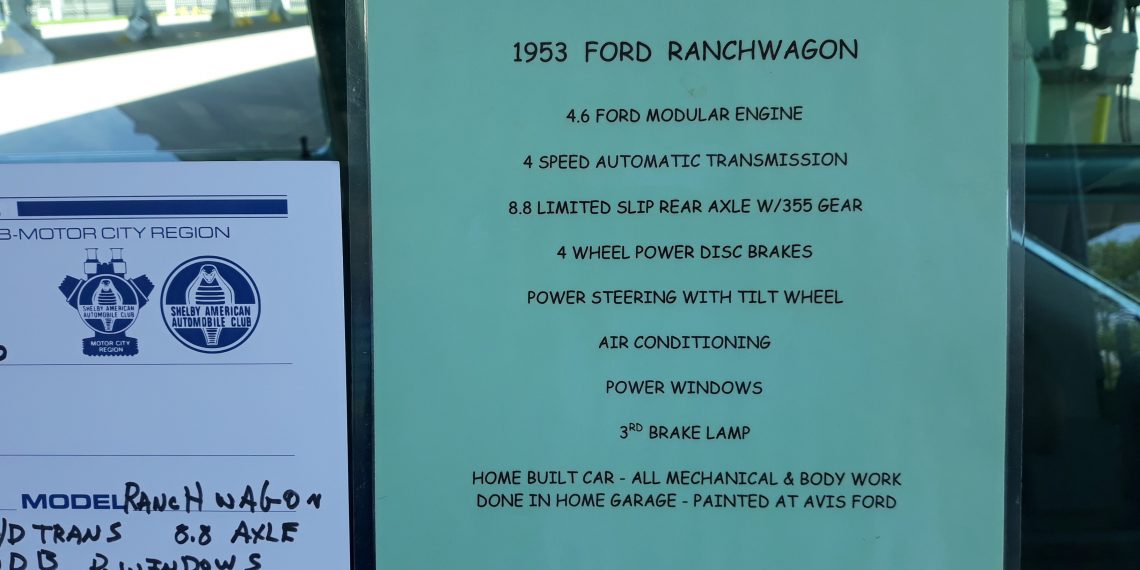 1953 FORD RANCHWAGON
4.6 FORD MODULAR ENGINE
4 SPEED AUTOMATIC TRANSMISSION
8.8 LIMITED SLIP REAR AXLE W/355 GEAR
4 WHEEL POWER DISC BRAKES
POWER STEERING WITH TILT WHEEL
AIR CONDITIONING
POWER WINDOWS
3RD BRAKE LAMP
HOME BUILT CAR - ALL MECHANICAL & BODY WORK
DONE IN HOME GARAGE - PAINTED AT AVIS FORD
B-MOTOR CITY REGION
SHELBY AMERICAN
AUTOMOBILE CLUB
MOTOR CITY
REGION
SHELBY AMERICAN
AUTOMOBILE CLUB
MODEL RANCH WAGON
/D TRANS 8.8 AXLE
D B P. WINDOWS